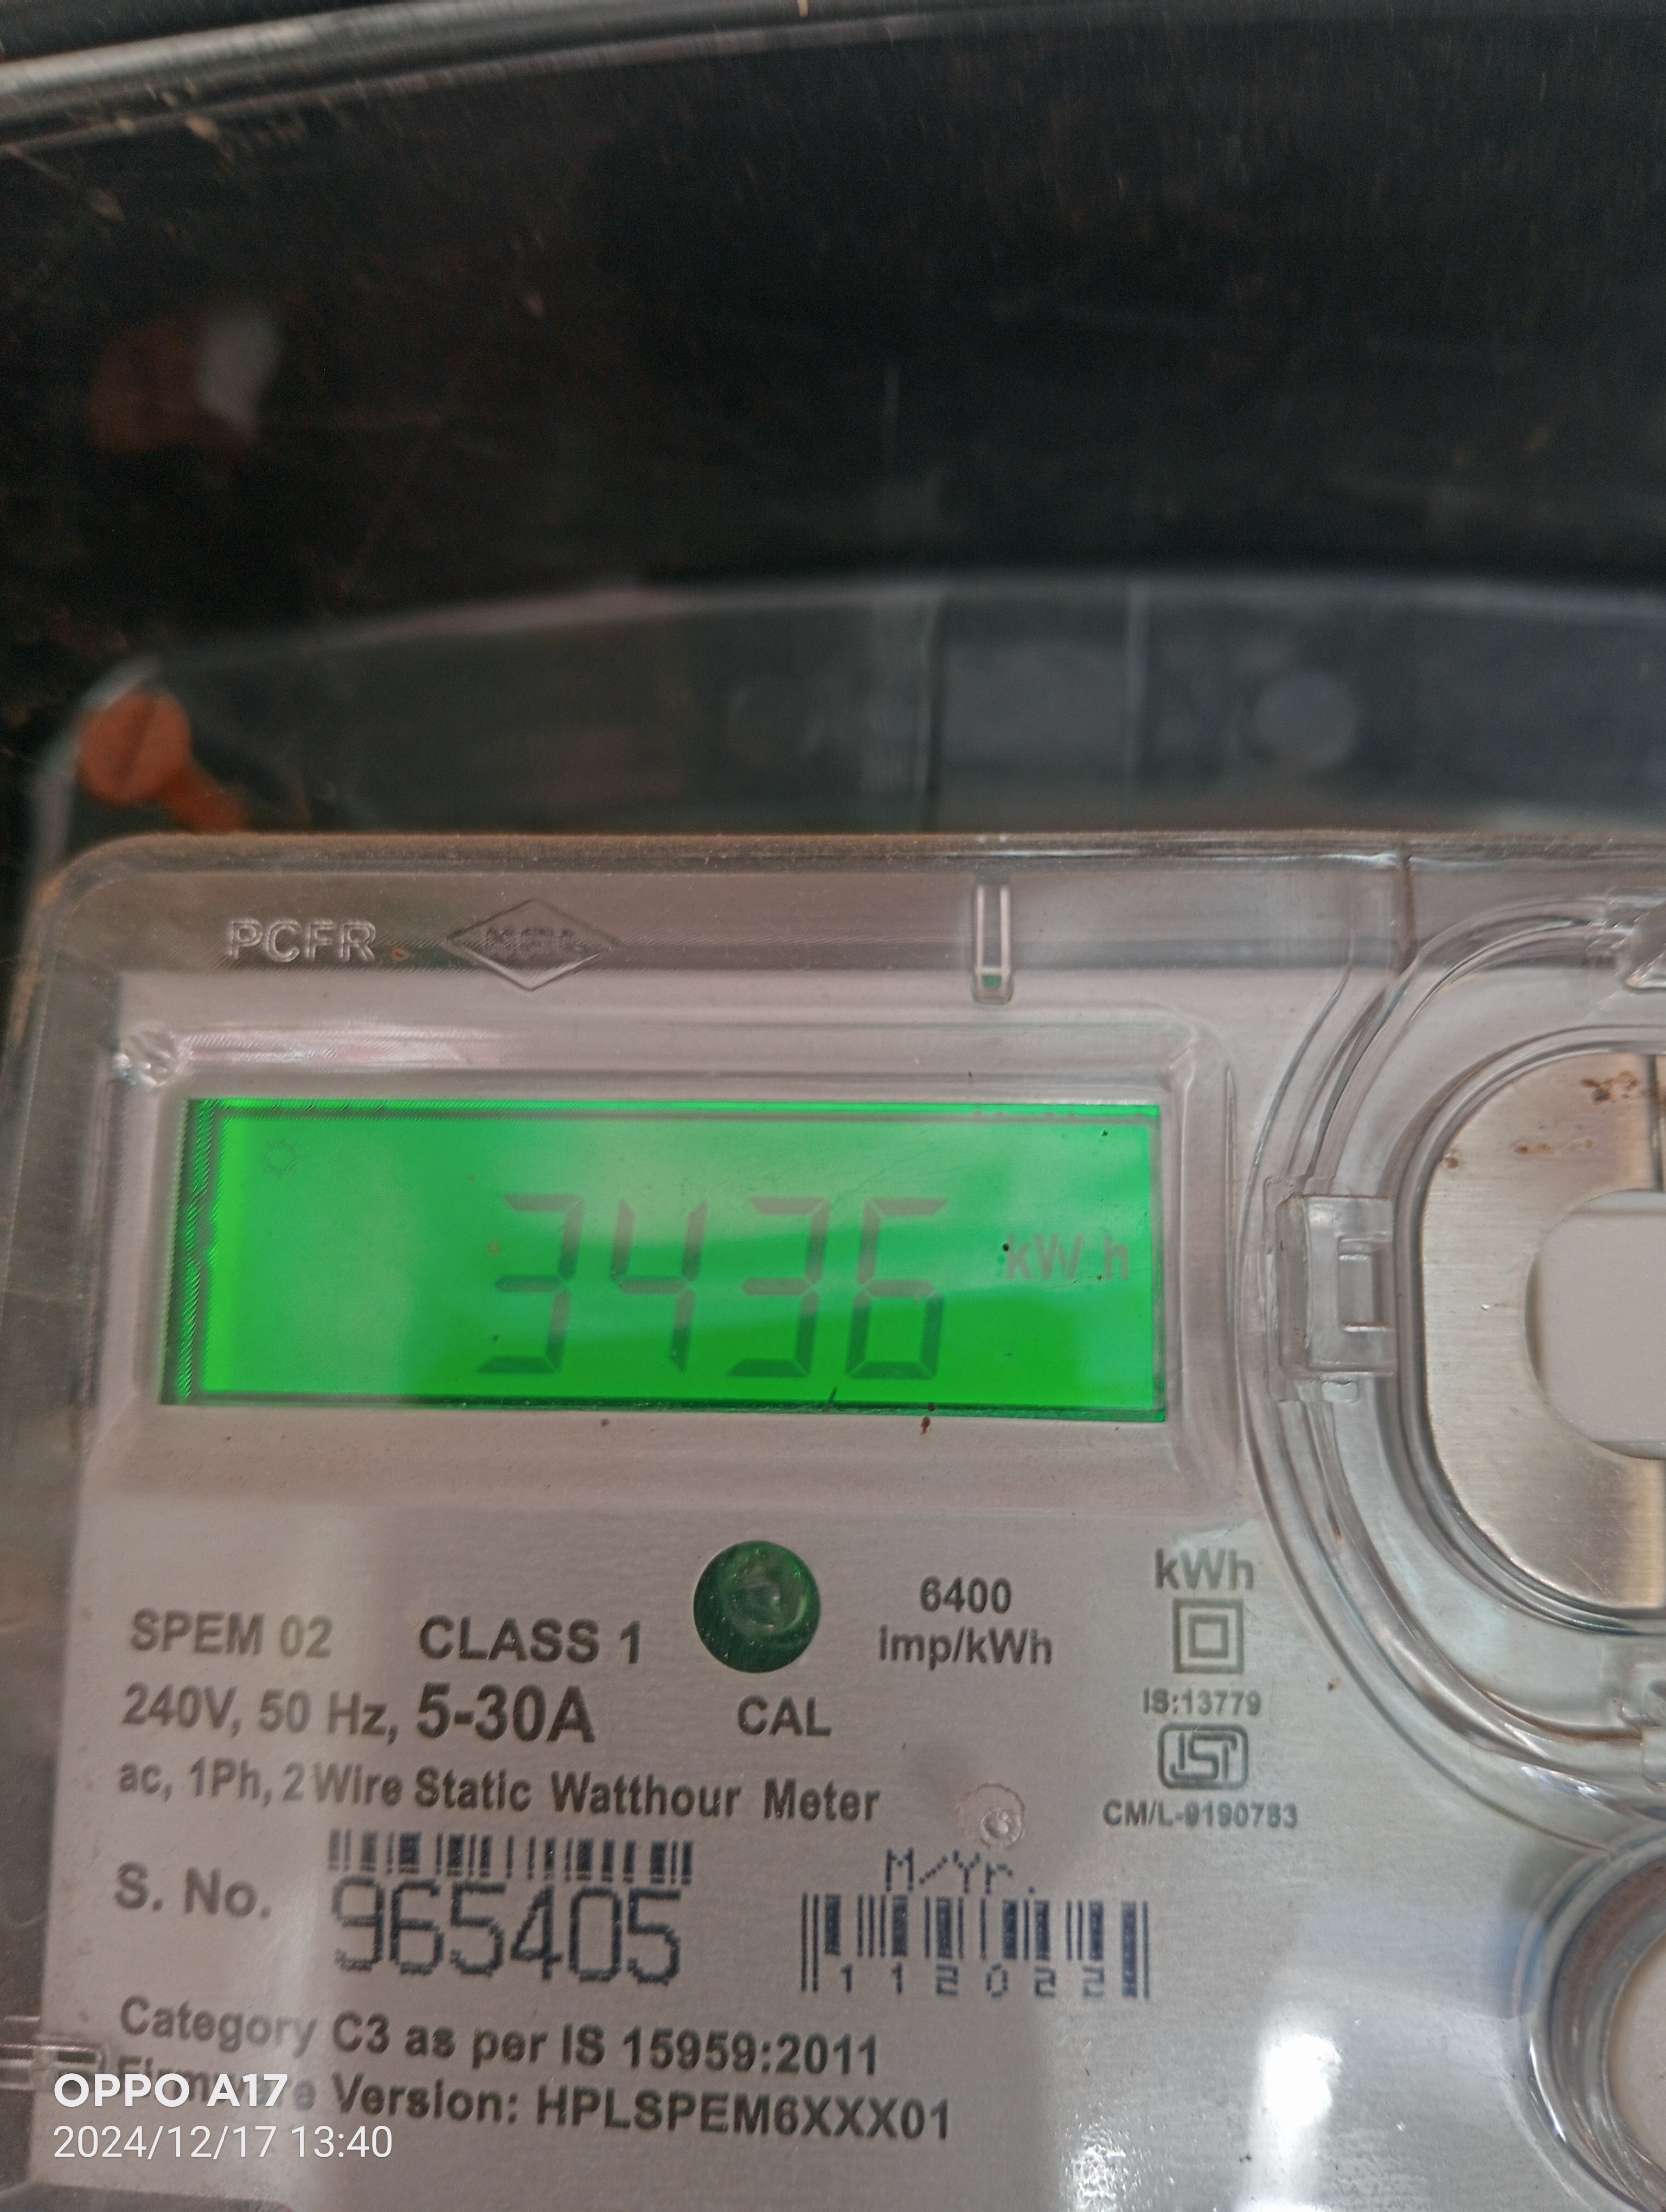 PCFR
3436 kWh
SPEM 02 CLASS 1
6400
imp/kWh
kWh
240V, 50 Hz, 5-30A
CAL
IS:13779
ac, 1Ph, 2 Wire Static Watthour Meter
CM/L-9190783
S. No. 965405
M/Yr.
112022
Category C3 as per IS 15959:2011
Firmware Version: HPLSPEM6XXX01
OPPO A17
2024/12/17 13:40